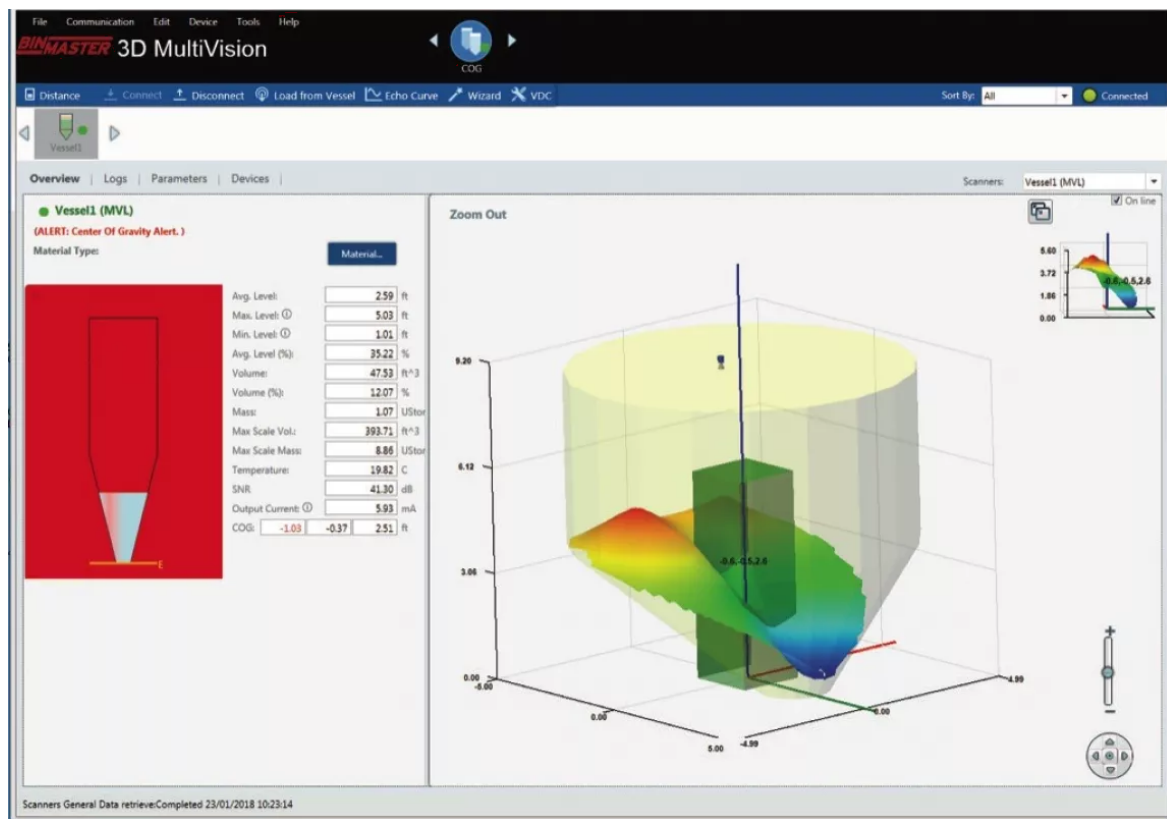 File Communication Edit Device Tools Help
BINMASTER 3D MultiVision
COG
Distance Connect Disconnect Load from Vessel Echo Curve Wizard VDC Sort By: All Connected
Vessel1
Overview | Logs | Parameters | Devices | Scanners: Vessel1 (MVL)
Vessel1 (MVL)
(ALERT: Center Of Gravity Alert. )
Material Type: Material...
Avg. Level: 2.59 ft
Max. Level: 5.03 ft
Min. Level: 1.01 ft
Avg. Level (%): 35.22 %
Volume: 47.53 ft^3
Volume (%): 12.07 %
Mass: 1.07 UStor
Max Scale Vol.: 393.71 ft^3
Max Scale Mass: 8.86 UStor
Temperature: 19.82 C
SNR 41.30 dB
Output Current: 5.93 mA
COG: -1.03 -0.37 2.51 ft
E
Zoom Out
On line
5.60
3.72
1.86
0.00
-0.6,-0.5,2.6
9.20
6.12
3.06
0.00
-5.00
0.00
5.00
-4.99
0.00
4.99
-0.6,-0.5,2.6
Scanners General Data retrieve:Completed 23/01/2018 10:23:14